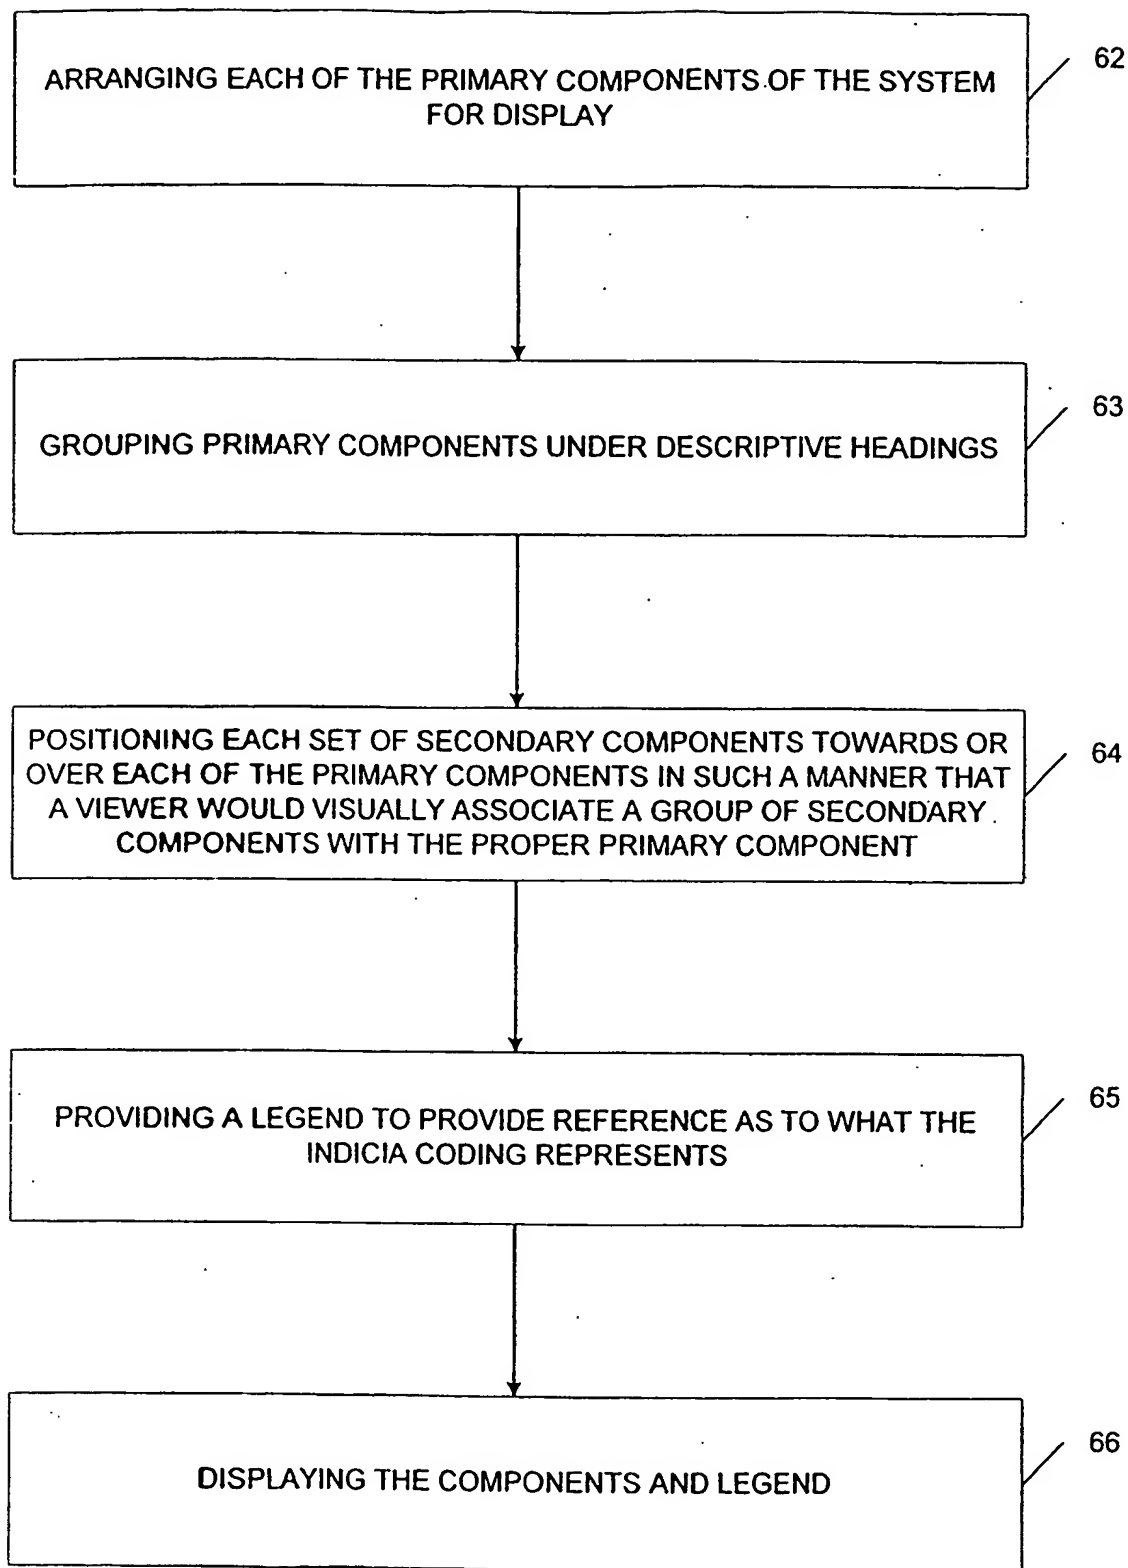 ARRANGING EACH OF THE PRIMARY COMPONENTS OF THE SYSTEM
FOR DISPLAY
62
GROUPING PRIMARY COMPONENTS UNDER DESCRIPTIVE HEADINGS
63
POSITIONING EACH SET OF SECONDARY COMPONENTS TOWARDS OR
OVER EACH OF THE PRIMARY COMPONENTS IN SUCH A MANNER THAT
A VIEWER WOULD VISUALLY ASSOCIATE A GROUP OF SECONDARY
COMPONENTS WITH THE PROPER PRIMARY COMPONENT
64
PROVIDING A LEGEND TO PROVIDE REFERENCE AS TO WHAT THE
INDICIA CODING REPRESENTS
65
DISPLAYING THE COMPONENTS AND LEGEND
66